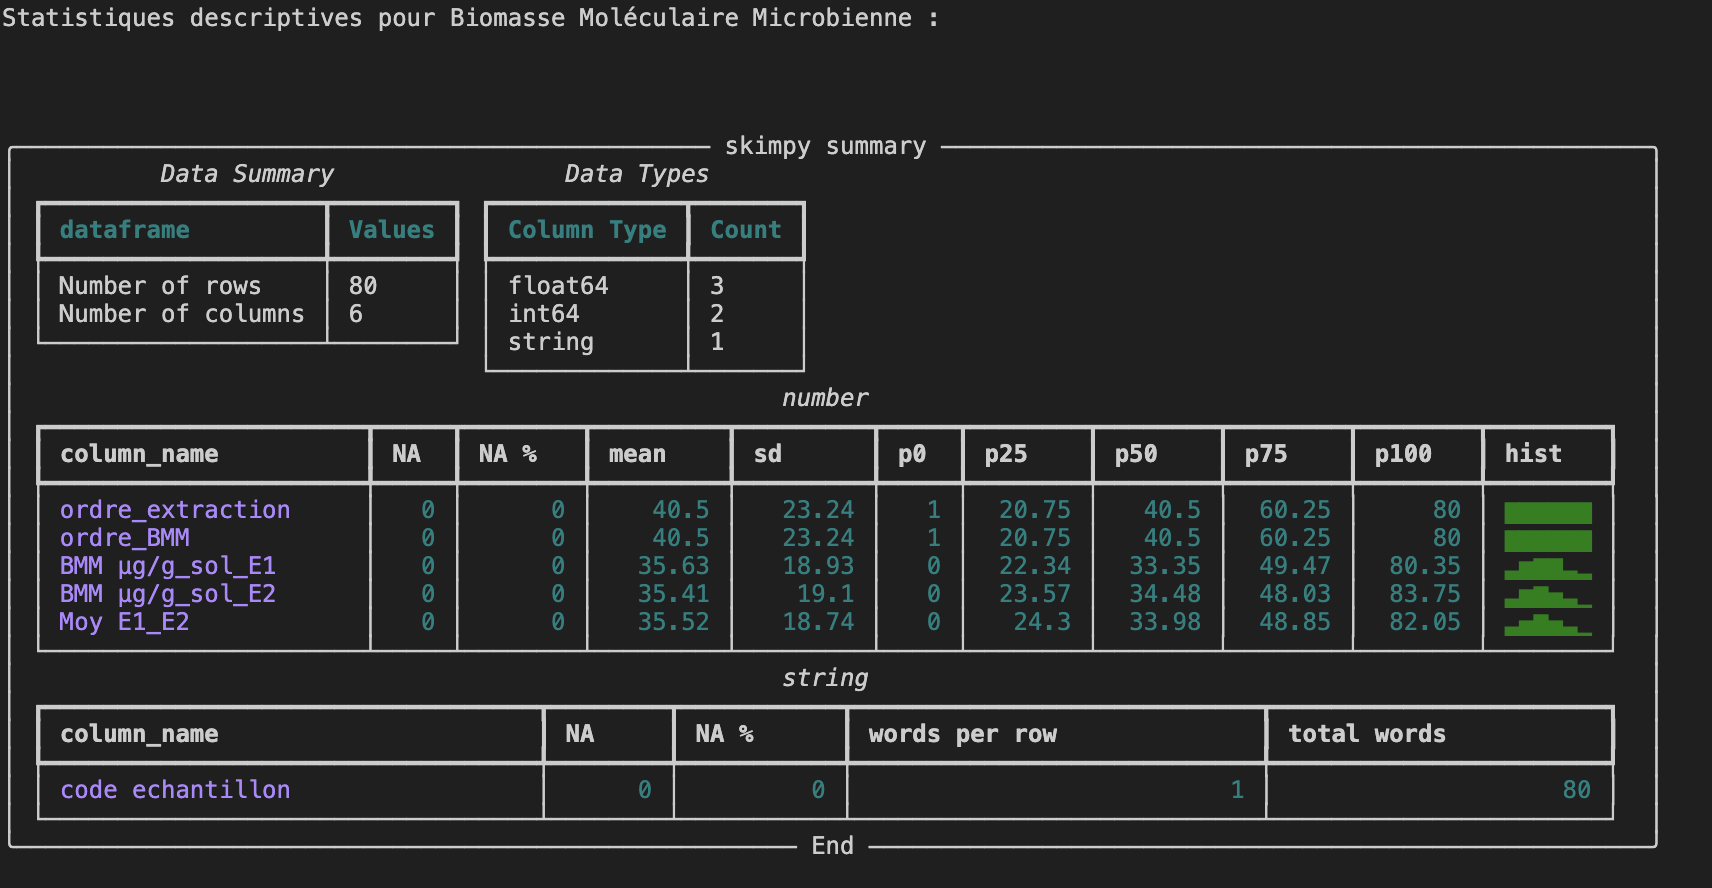 Statistiques descriptives pour Biomasse Moléculaire Microbienne :
skimpy summary
Data Summary Data Types
dataframe Values Column Type Count
Number of rows 80 float64 3
Number of columns 6 int64 2
string 1
number
column_name NA NA % mean sd p0 p25 p50 p75 p100 hist
ordre_extraction 0 0 40.5 23.24 1 20.75 40.5 60.25 80
ordre_BMM 0 0 40.5 23.24 1 20.75 40.5 60.25 80
BMM µg/g_sol_E1 0 0 35.63 18.93 0 22.34 33.35 49.47 80.35
BMM µg/g_sol_E2 0 0 35.41 19.1 0 23.57 34.48 48.03 83.75
Moy E1_E2 0 0 35.52 18.74 0 24.3 33.98 48.85 82.05
string
column_name NA NA % words per row total words
code echantillon 0 0 1 80
End